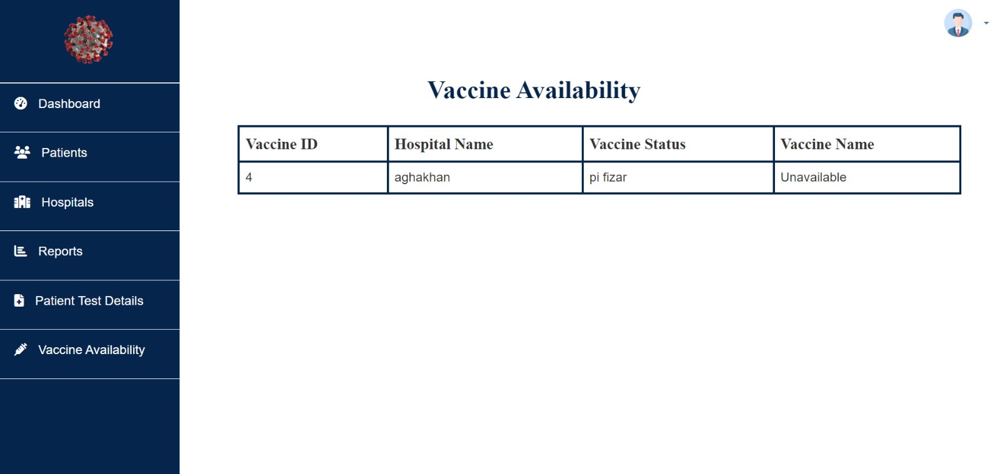 Dashboard
Patients
Hospitals
Reports
Patient Test Details
Vaccine Availability
Vaccine Availability
Vaccine ID Hospital Name Vaccine Status Vaccine Name
4 aghakhan pi fizar Unavailable